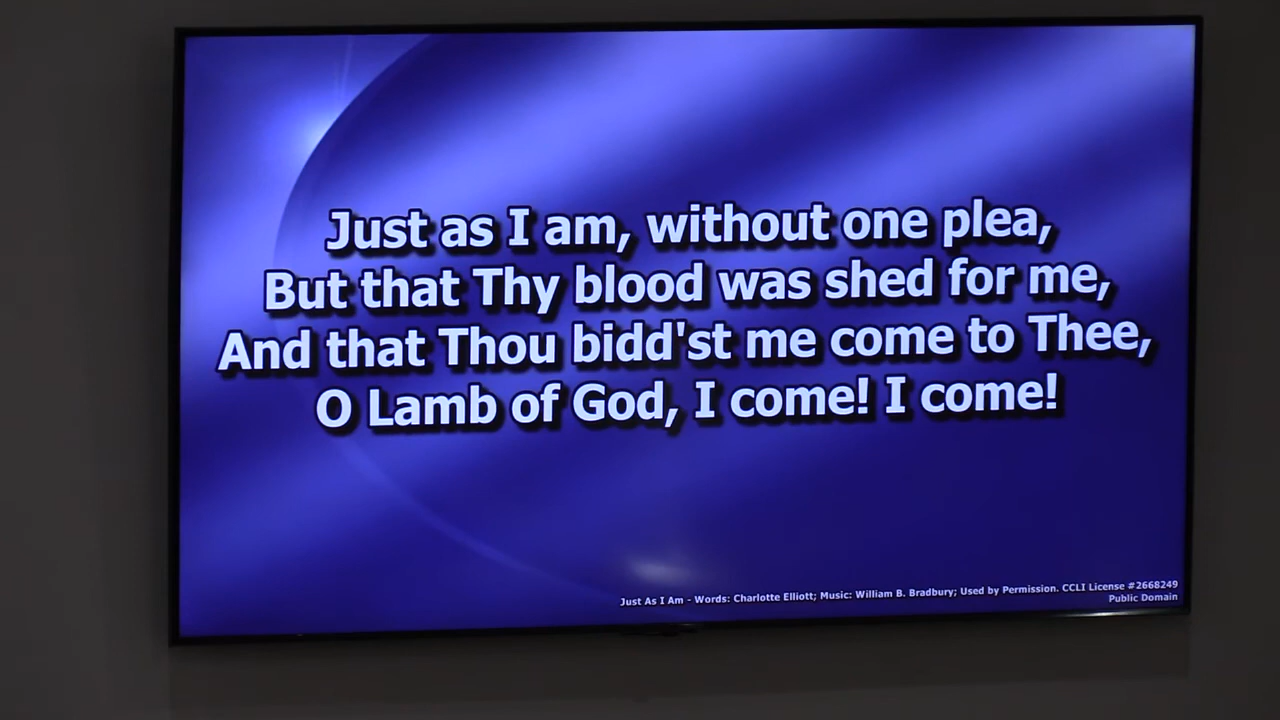 Just as I am, without one plea,
But that Thy blood was shed for me,
And that Thou bidd'st me come to Thee,
O Lamb of God, I come! I come!
Just As I Am - Words: Charlotte Elliott; Music: William B. Bradbury; Used by Permission. CCLI License #2668249
Public Domain